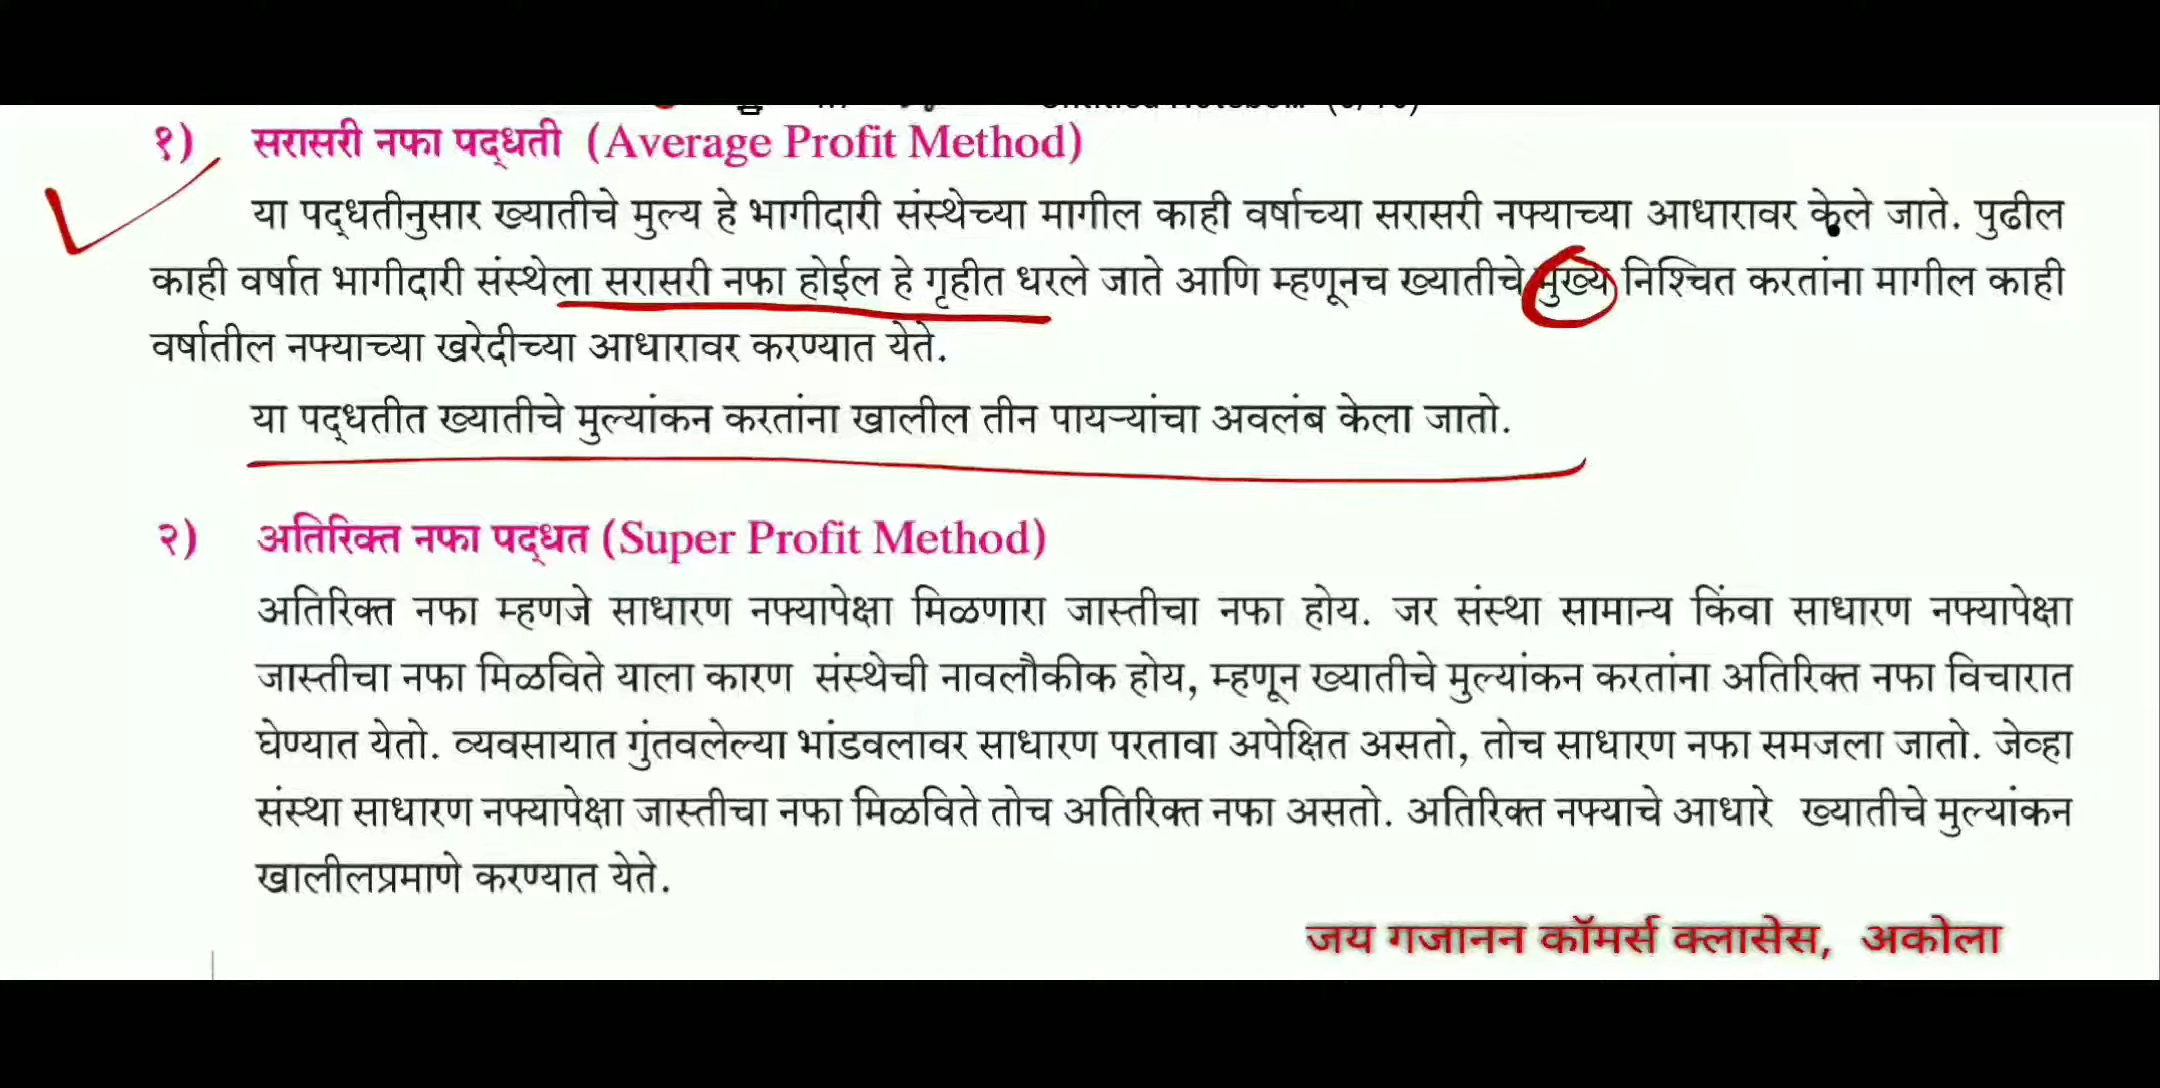 १) सरासरी नफा पद्धती (Average Profit Method)
या पद्धतीनुसार ख्यातीचे मुल्य हे भागीदारी संस्थेच्या मागील काही वर्षाच्या सरासरी नफ्याच्या आधारावर केले जाते. पुढील
काही वर्षात भागीदारी संस्थेला सरासरी नफा होईल हे गृहीत धरले जाते आणि म्हणूनच ख्यातीचे मुख्य निश्चित करतांना मागील काही
वर्षातील नफ्याच्या खरेदीच्या आधारावर करण्यात येते.
या पद्धतीत ख्यातीचे मुल्यांकन करतांना खालील तीन पायऱ्यांचा अवलंब केला जातो.
२) अतिरिक्त नफा पद्धत (Super Profit Method)
अतिरिक्त नफा म्हणजे साधारण नफ्यापेक्षा मिळणारा जास्तीचा नफा होय. जर संस्था सामान्य किंवा साधारण नफ्यापेक्षा
जास्तीचा नफा मिळविते याला कारण संस्थेची नावलौकीक होय, म्हणून ख्यातीचे मुल्यांकन करतांना अतिरिक्त नफा विचारात
घेण्यात येतो. व्यवसायात गुंतवलेल्या भांडवलावर साधारण परतावा अपेक्षित असतो, तोच साधारण नफा समजला जातो. जेव्हा
संस्था साधारण नफ्यापेक्षा जास्तीचा नफा मिळविते तोच अतिरिक्त नफा असतो. अतिरिक्त नफ्याचे आधारे ख्यातीचे मुल्यांकन
खालीलप्रमाणे करण्यात येते.
जय गजानन कॉमर्स क्लासेस, अकोला